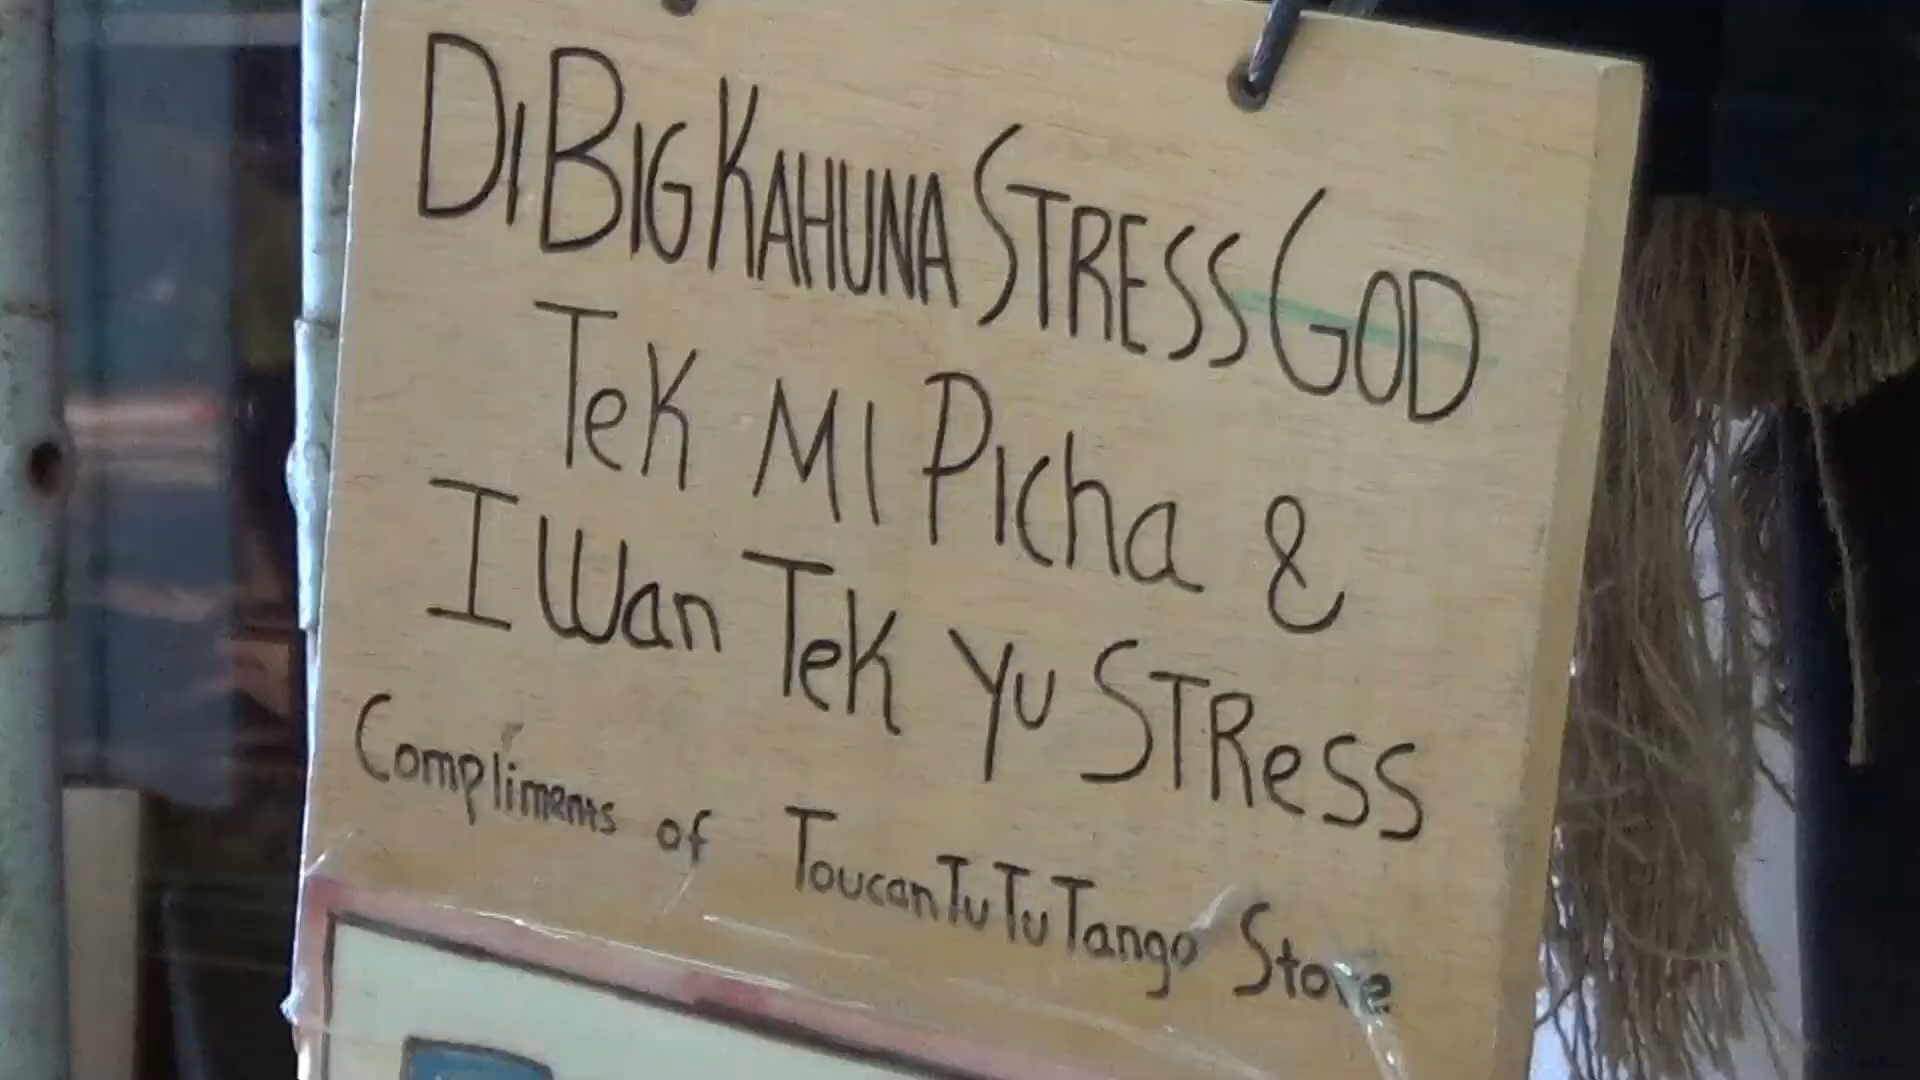 DI BIG KAHUNA STRESS GOD
TeK MI PIcha &
I Wan TeK Yu STReSS
Compliments of ToucanTuTuTango Store